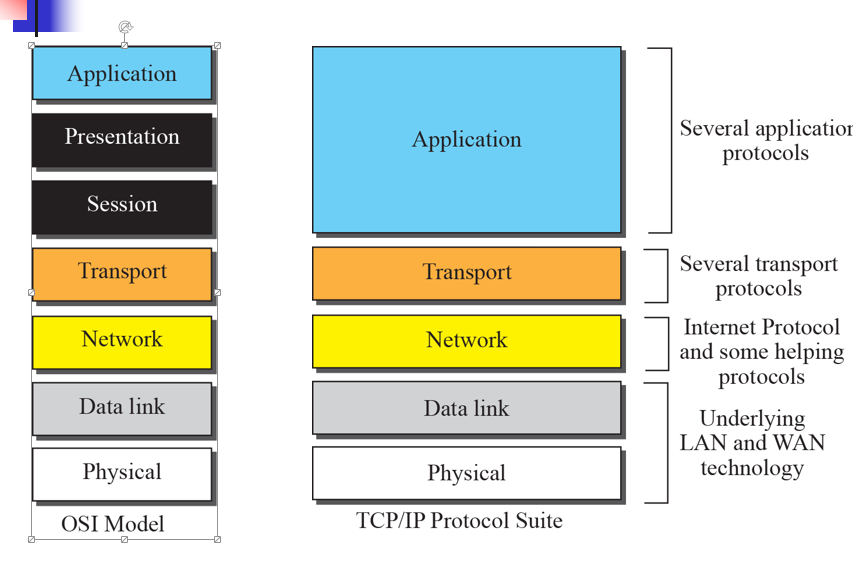 Application
Presentation
Session
Transport
Network
Data link
Physical
OSI Model
Application
Transport
Network
Data link
Physical
TCP/IP Protocol Suite
Several application
protocols
Several transport
protocols
Internet Protocol
and some helping
protocols
Underlying
LAN and WAN
technology